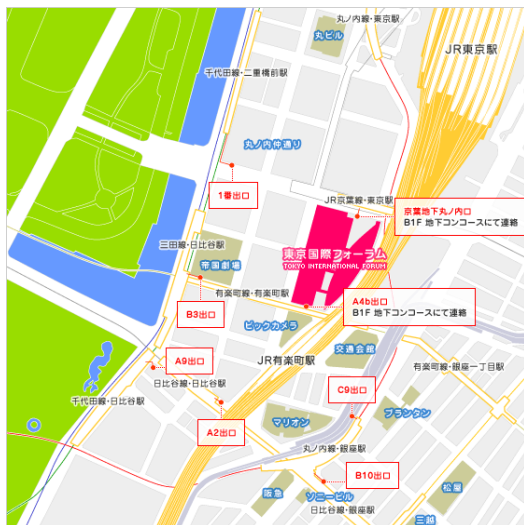 丸ノ内線・東京駅
丸ビル
JR東京駅
千代田線・二重橋前駅
丸ノ内仲通り
1番出口
JR京葉線・東京駅
京葉地下丸ノ内口
B1F 地下コンコースにて連絡
三田線・日比谷駅
東京国際フォーラム
TOKYO INTERNATIONAL FORUM
帝国劇場
有楽町線・有楽町駅
A4b出口
B1F 地下コンコースにて連絡
B3出口
ビックカメラ
交通会館
A9出口
JR有楽町駅
有楽町線・銀座一丁目駅
日比谷線・日比谷駅
C9出口
千代田線・日比谷駅
プランタン
A2出口
マリオン
丸ノ内線・銀座駅
B10出口
阪急
ソニービル
松屋
日比谷線・銀座駅
三越